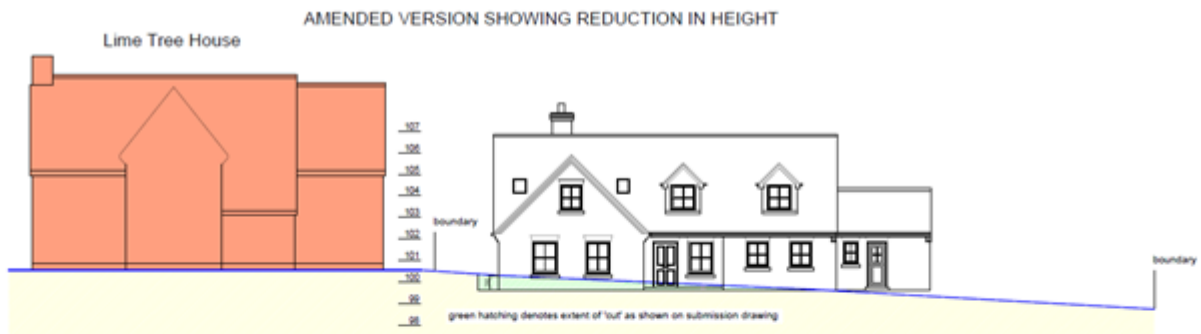 AMENDED VERSION SHOWING REDUCTION IN HEIGHT
Lime Tree House
107
106
105
104
103
102
101
100
99
98
boundary
boundary
green hatching denotes extent of 'cut' as shown on submission drawing